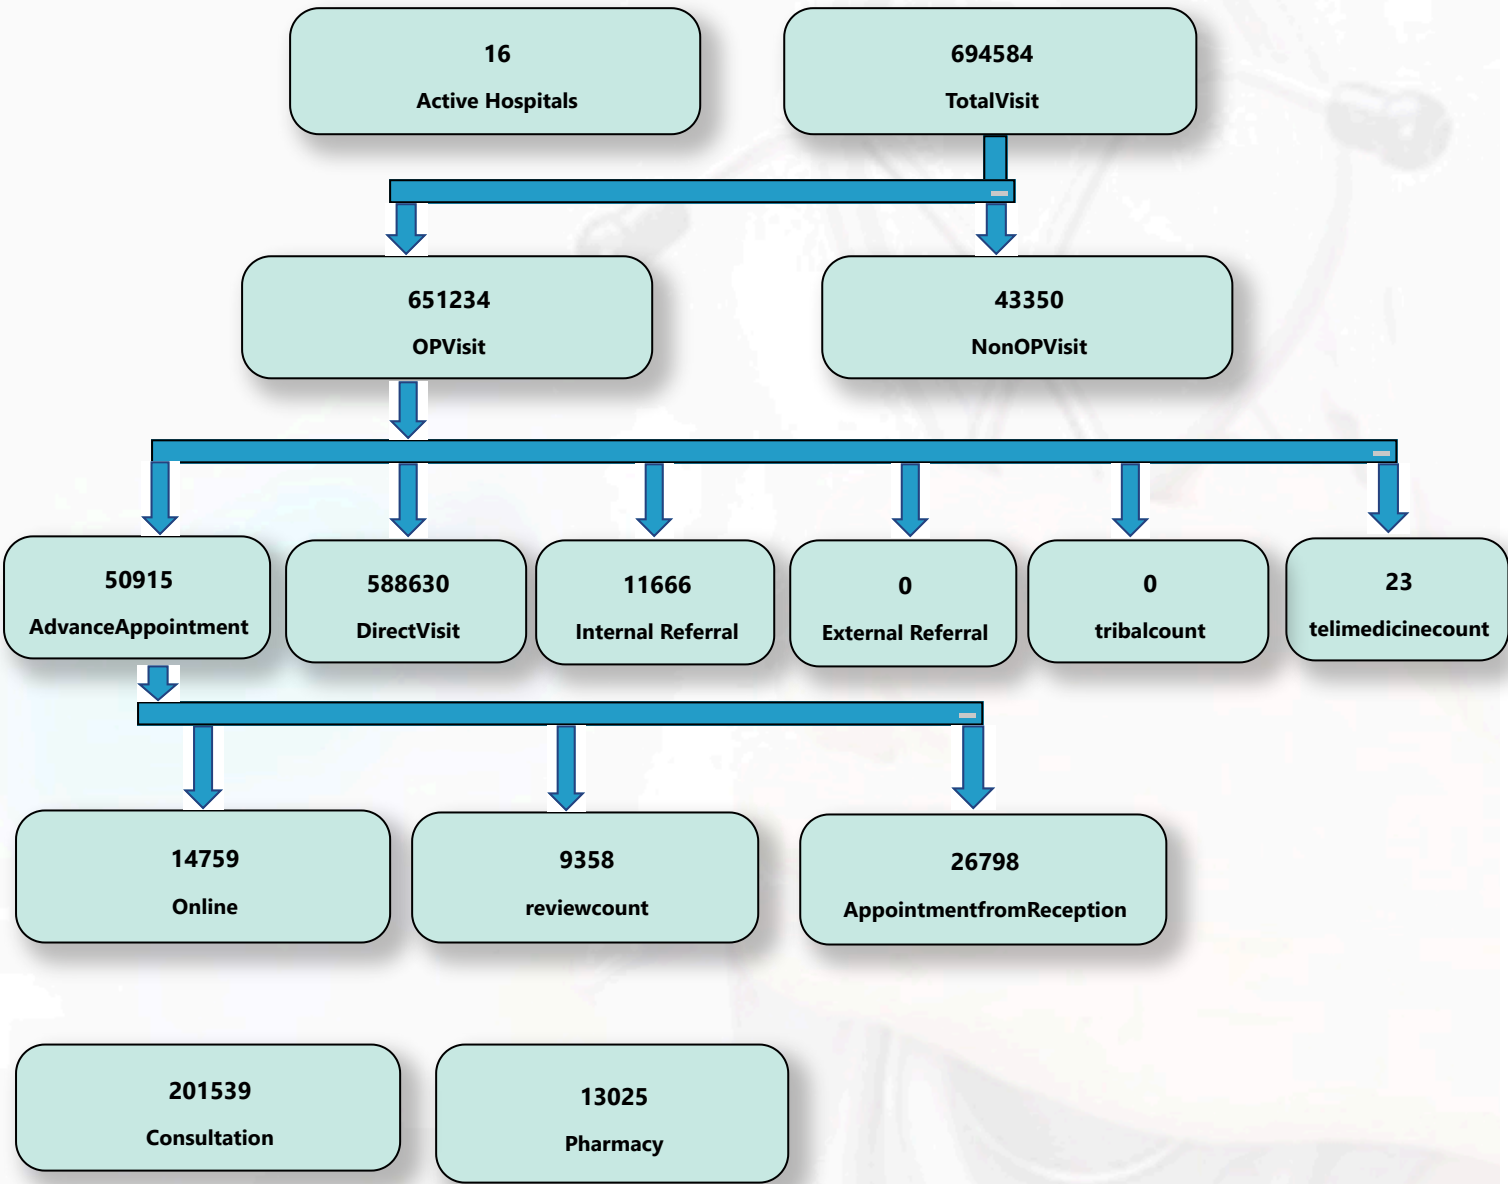 16
Active Hospitals
694584
TotalVisit
651234
OPVisit
43350
NonOPVisit
50915
AdvanceAppointment
588630
DirectVisit
11666
Internal Referral
0
External Referral
0
tribalcount
23
telimedicinecount
14759
Online
9358
reviewcount
26798
AppointmentfromReception
201539
Consultation
13025
Pharmacy